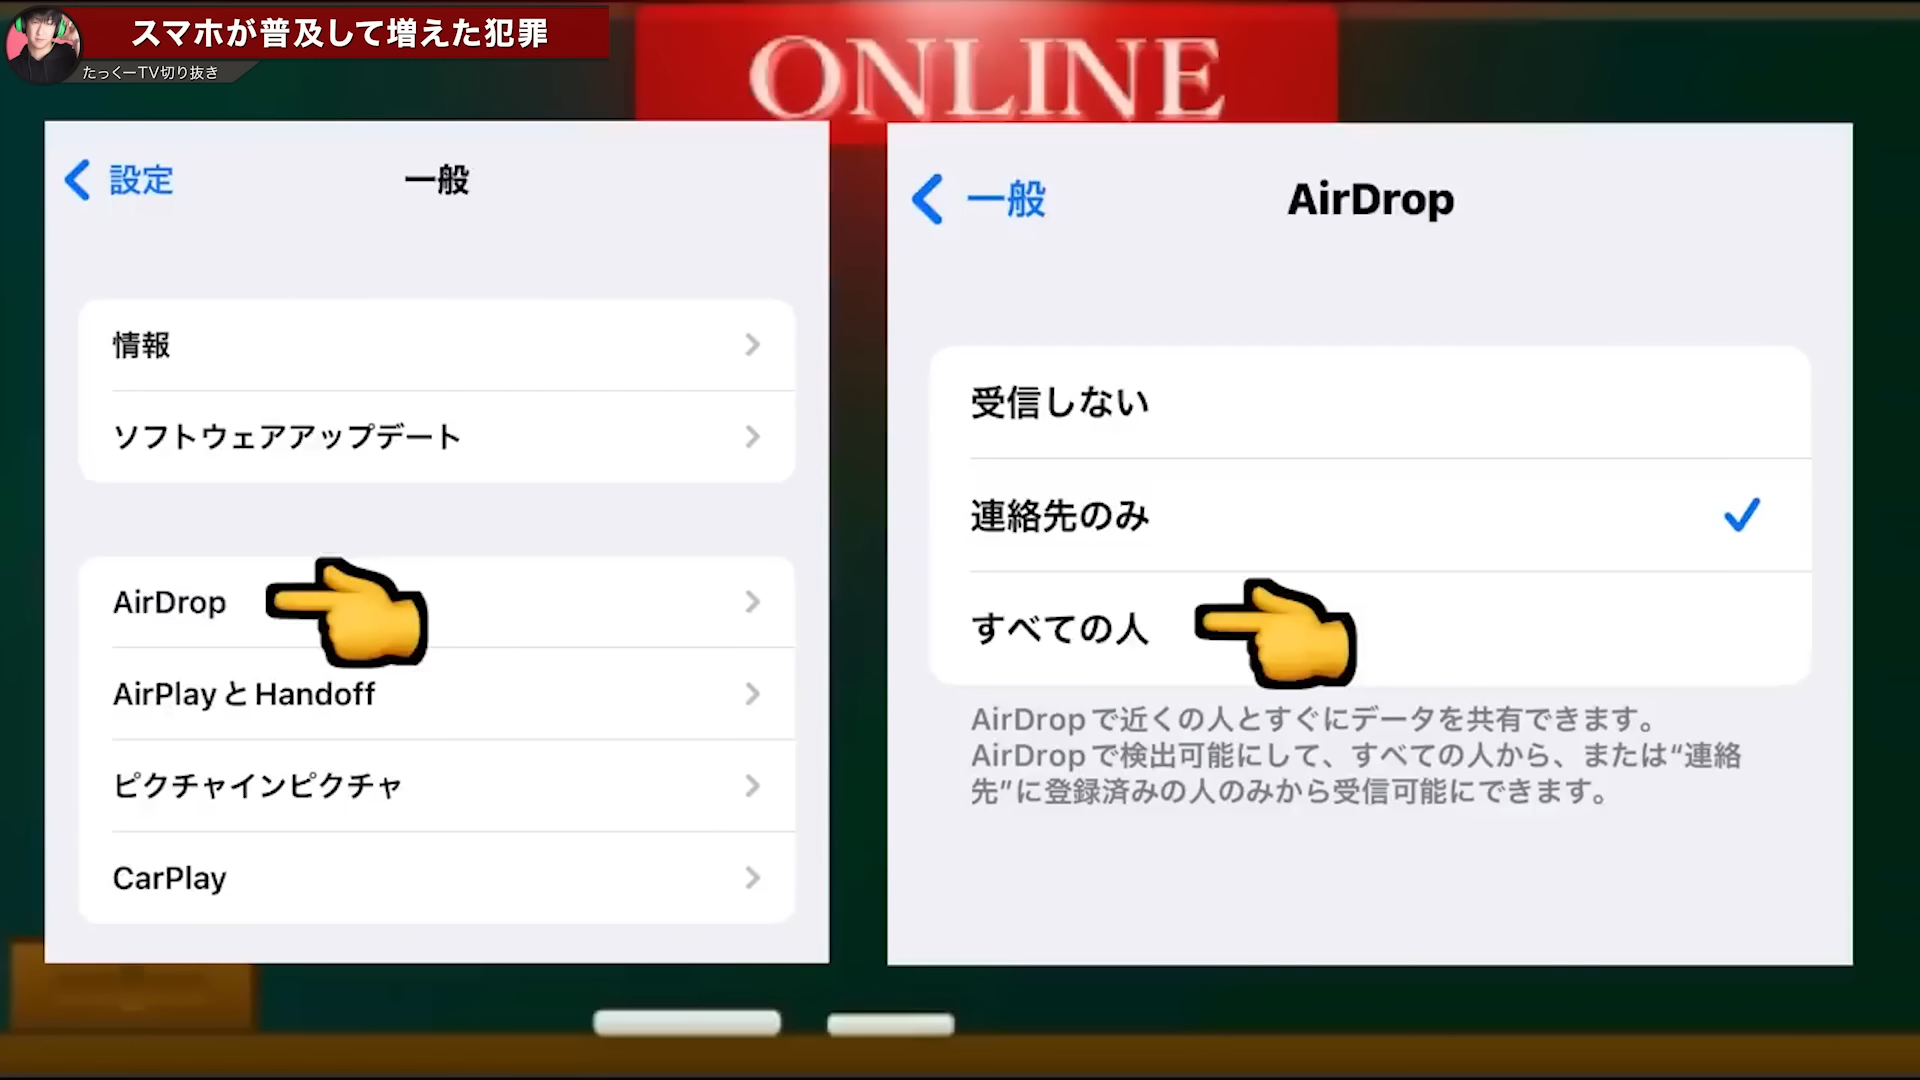 スマホが普及して増えた犯罪
たっくーTV切り抜き
ONLINE
設定
一般
情報
ソフトウェアアップデート
AirDrop
AirPlayとHandoff
ピクチャインピクチャ
CarPlay
一般
AirDrop
受信しない
連絡先のみ
すべての人
AirDropで近くの人とすぐにデータを共有できます。
AirDropで検出可能にして、すべての人から、または“連絡
先”に登録済みの人のみから受信可能にできます。